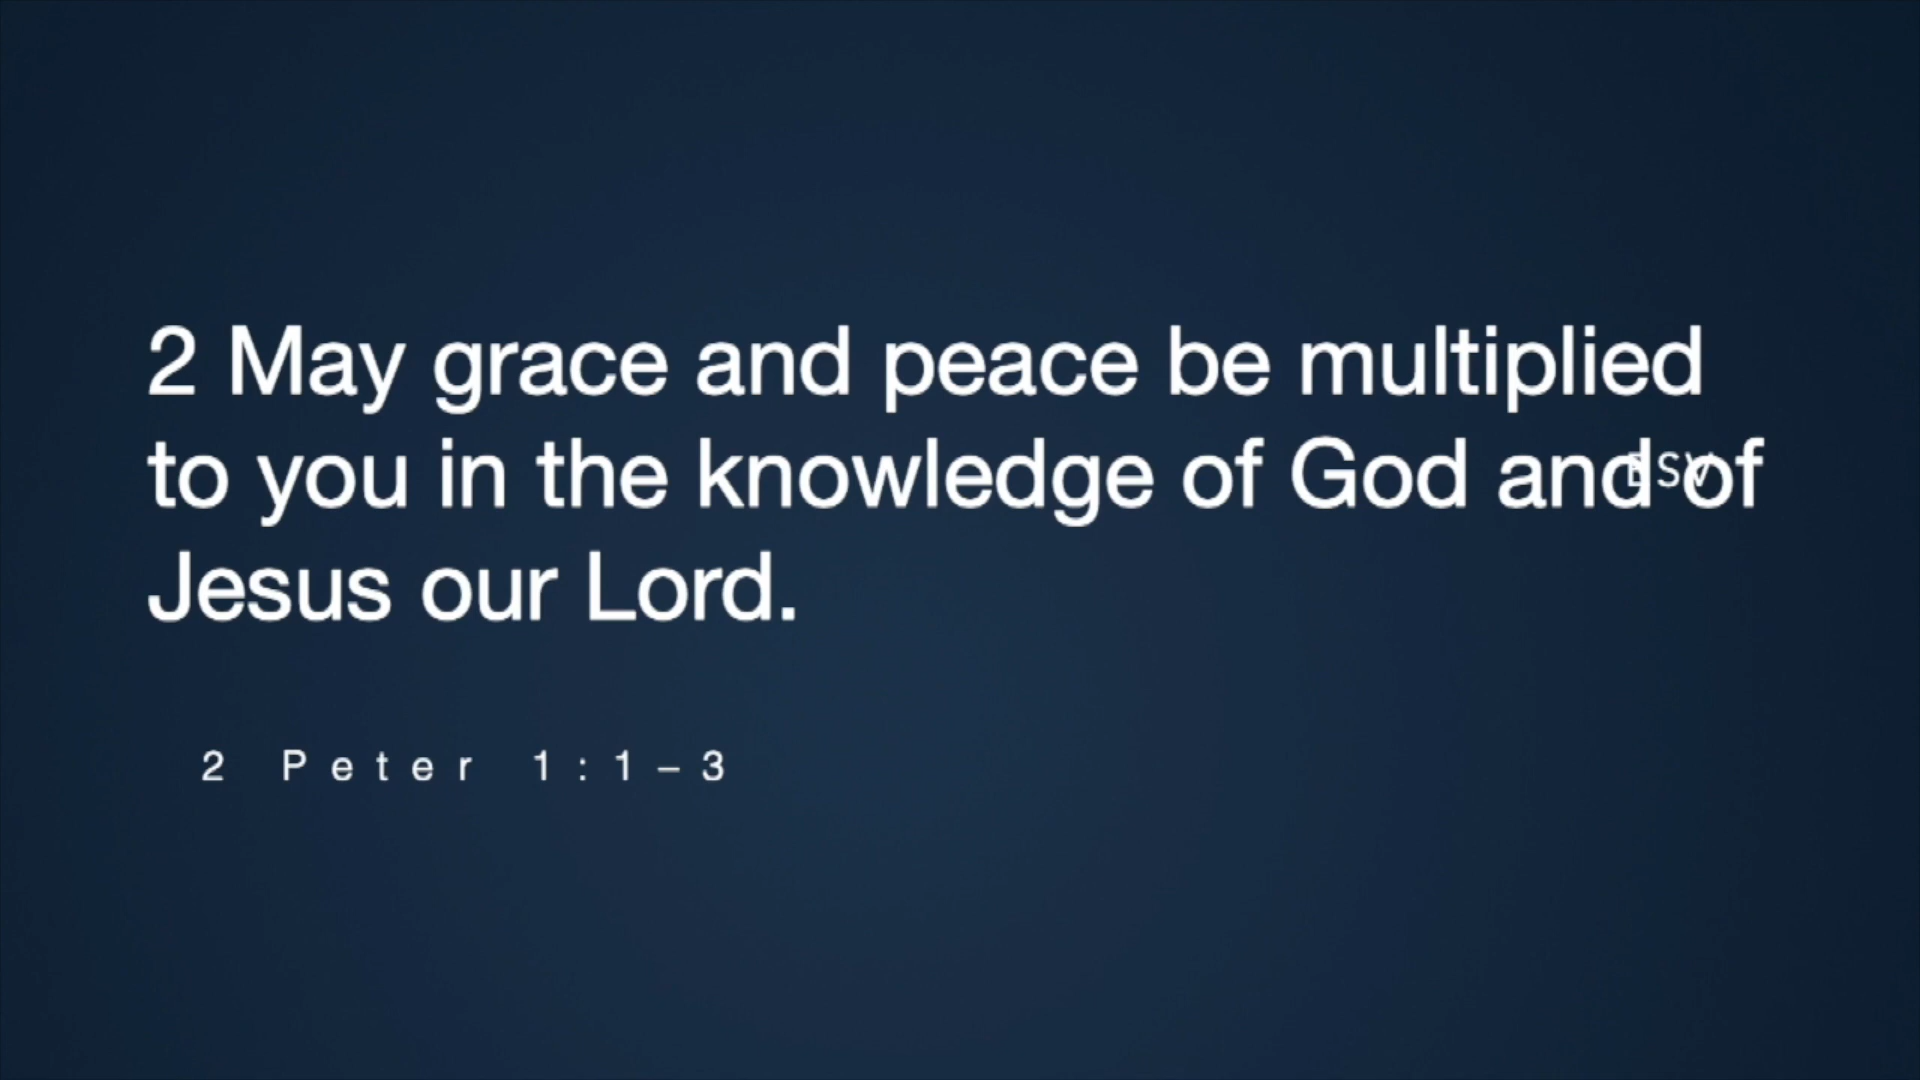 2 May grace and peace be multiplied
to you in the knowledge of God and of
ESV
Jesus our Lord.
2 Peter 1:1–3